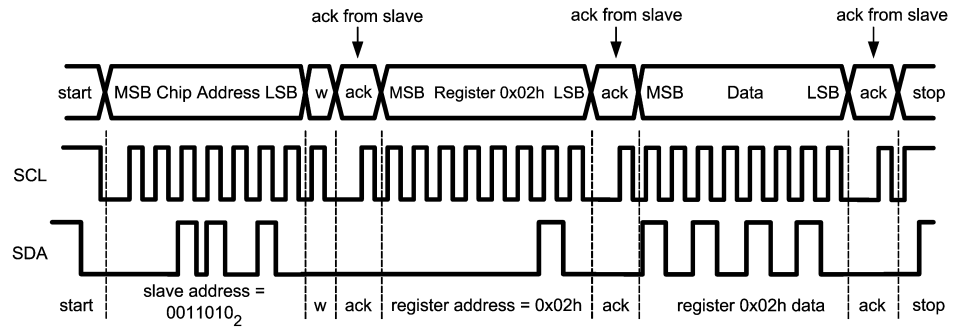 ack from slave ack from slave ack from slave
start MSB Chip Address LSB w ack MSB Register 0x02h LSB ack MSB Data LSB ack stop
SCL
SDA
start slave address = 0011010₂ w ack register address = 0x02h ack register 0x02h data ack stop